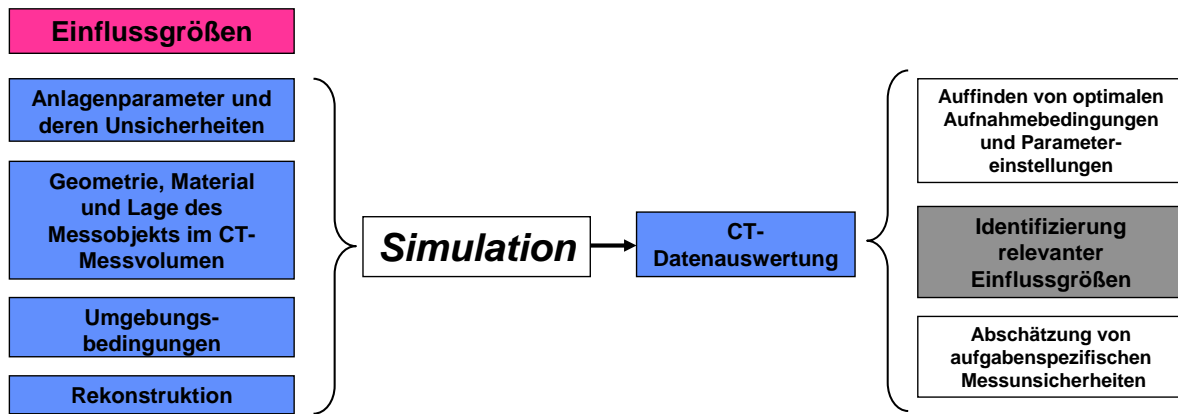 Einflussgrößen
Anlagenparameter und
deren Unsicherheiten
Geometrie, Material
und Lage des
Messobjekts im CT-
Messvolumen
Umgebungs-
bedingungen
Rekonstruktion
Simulation
CT-
Datenauswertung
Auffinden von optimalen
Aufnahmebedingungen
und Parameter-
einstellungen
Identifizierung
relevanter
Einflussgrößen
Abschätzung von
aufgabenspezifischen
Messunsicherheiten